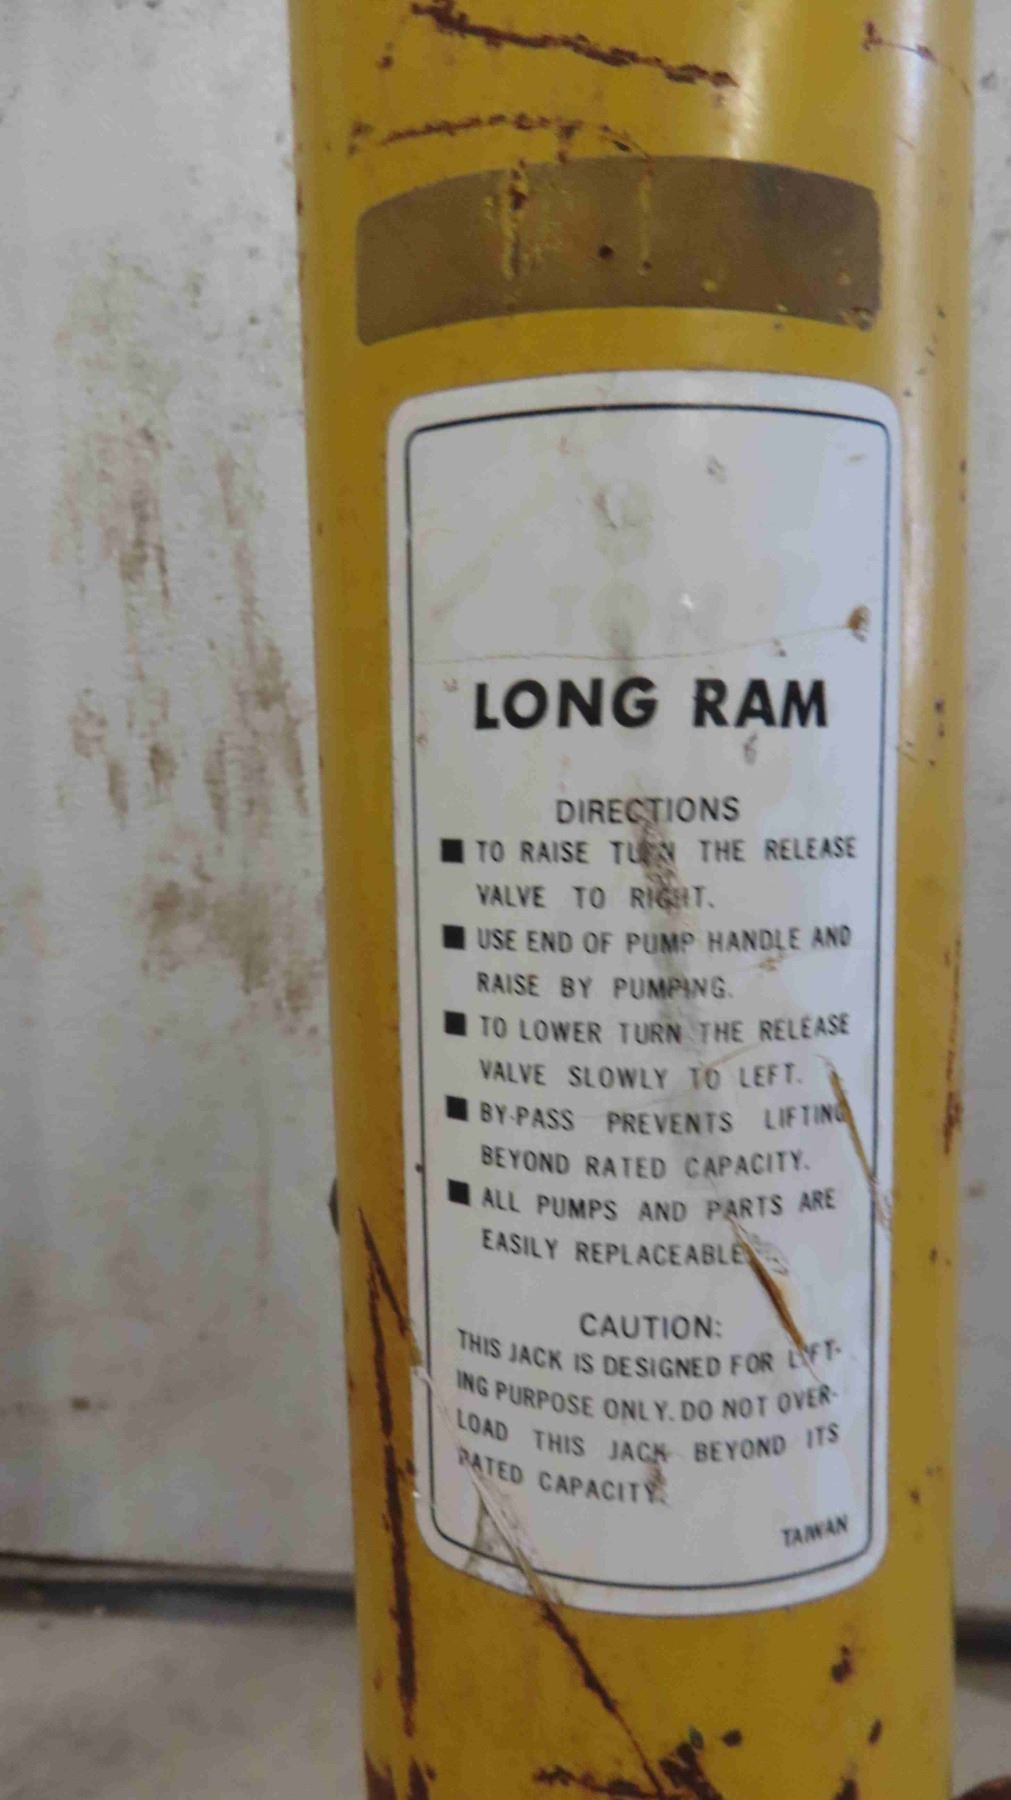 LONG RAM
DIRECTIONS
■ TO RAISE TURN THE RELEASE
VALVE TO RIGHT.
■ USE END OF PUMP HANDLE AND
RAISE BY PUMPING.
■ TO LOWER TURN THE RELEASE
VALVE SLOWLY TO LEFT.
■ BY-PASS PREVENTS LIFTING
BEYOND RATED CAPACITY.
■ ALL PUMPS AND PARTS ARE
EASILY REPLACEABLE
CAUTION:
THIS JACK IS DESIGNED FOR LIFT-
ING PURPOSE ONLY. DO NOT OVER-
LOAD THIS JACK BEYOND ITS
RATED CAPACITY.
TAIWAN